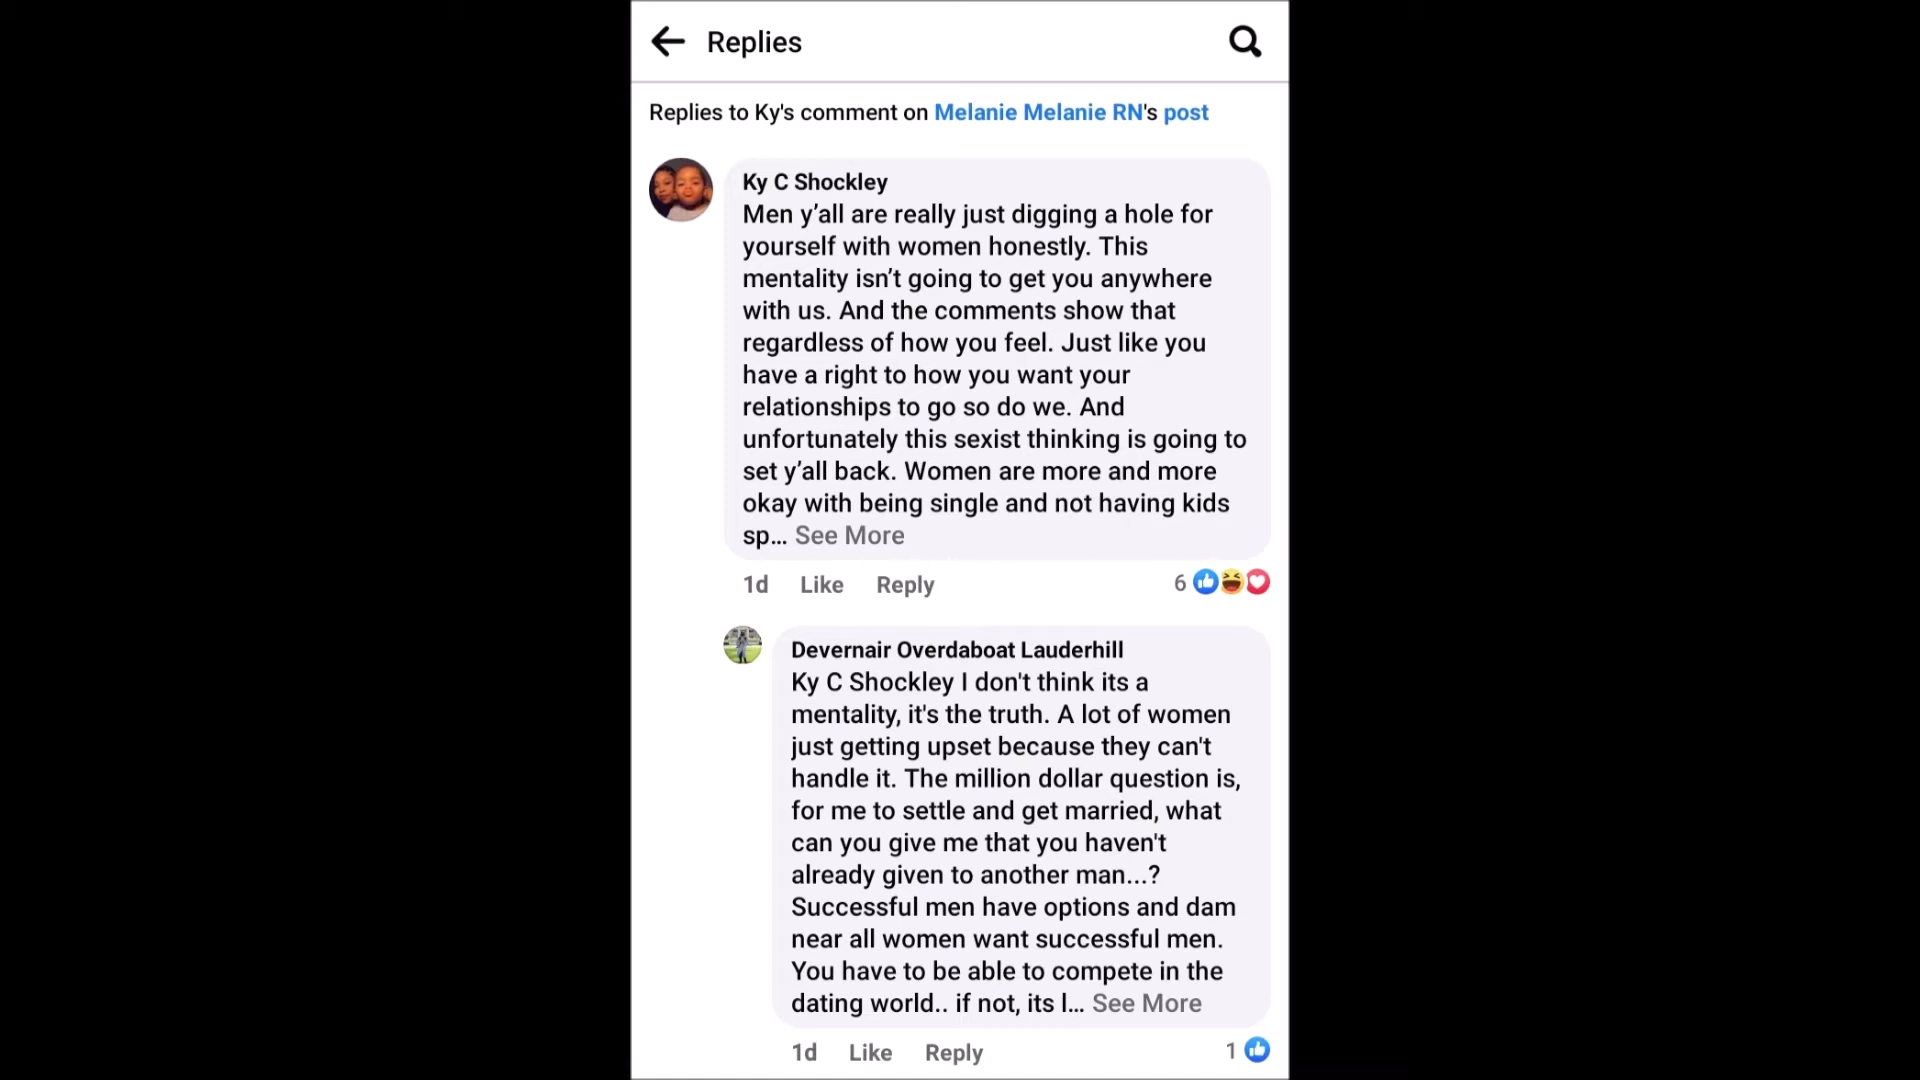 Replies
Replies to Ky's comment on Melanie Melanie RN's post
Ky C Shockley
Men y’all are really just digging a hole for
yourself with women honestly. This
mentality isn’t going to get you anywhere
with us. And the comments show that
regardless of how you feel. Just like you
have a right to how you want your
relationships to go so do we. And
unfortunately this sexist thinking is going to
set y’all back. Women are more and more
okay with being single and not having kids
sp... See More
1d Like Reply 6
Devernair Overdaboat Lauderhill
Ky C Shockley I don't think its a
mentality, it's the truth. A lot of women
just getting upset because they can't
handle it. The million dollar question is,
for me to settle and get married, what
can you give me that you haven't
already given to another man...?
Successful men have options and dam
near all women want successful men.
You have to be able to compete in the
dating world.. if not, its l... See More
1d Like Reply 1